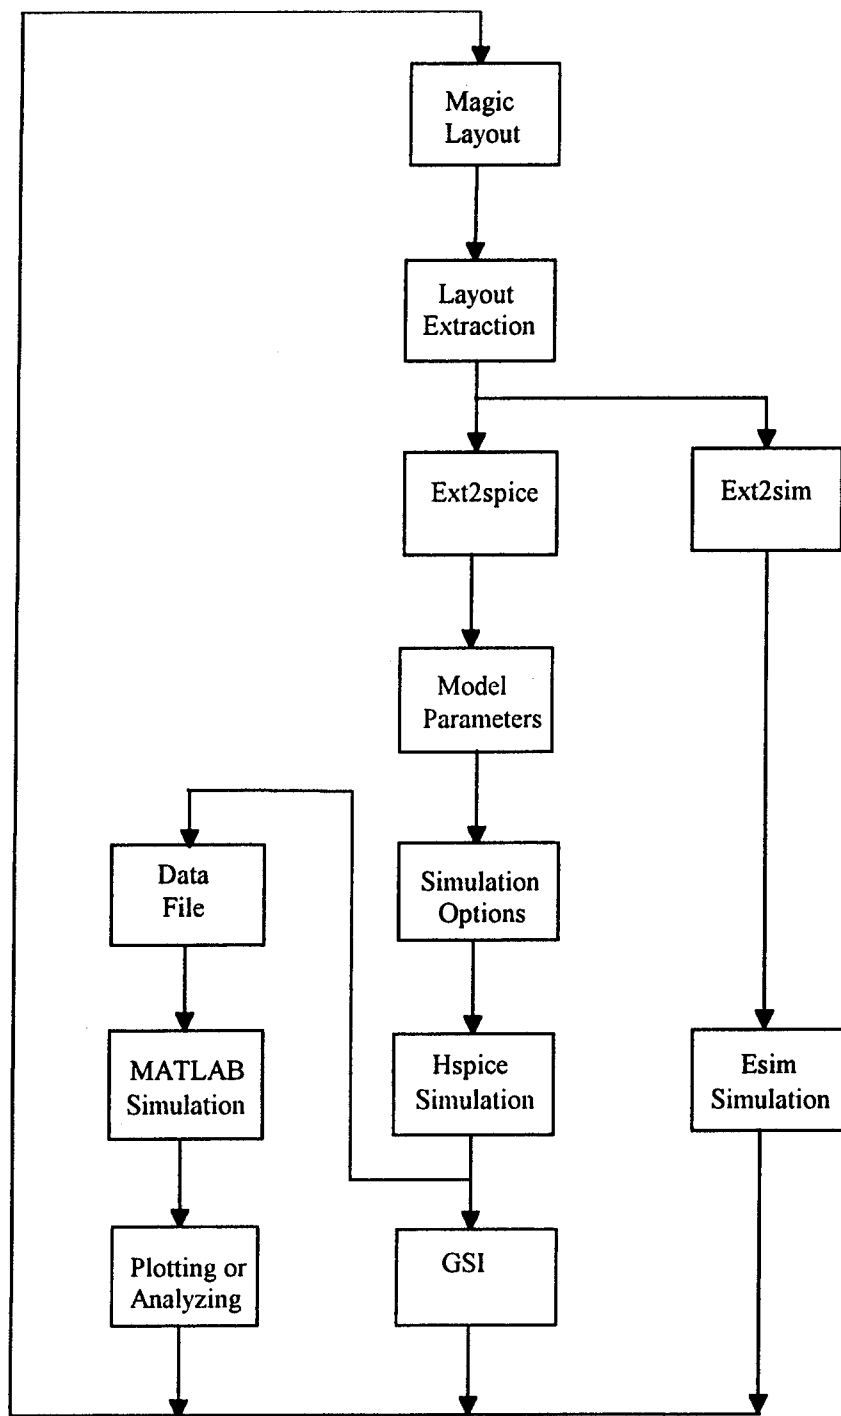 Magic
Layout
Layout
Extraction
Ext2spice
Ext2sim
Model
Parameters
Data
File
Simulation
Options
MATLAB
Simulation
Hspice
Simulation
Esim
Simulation
Plotting or
Analyzing
GSI